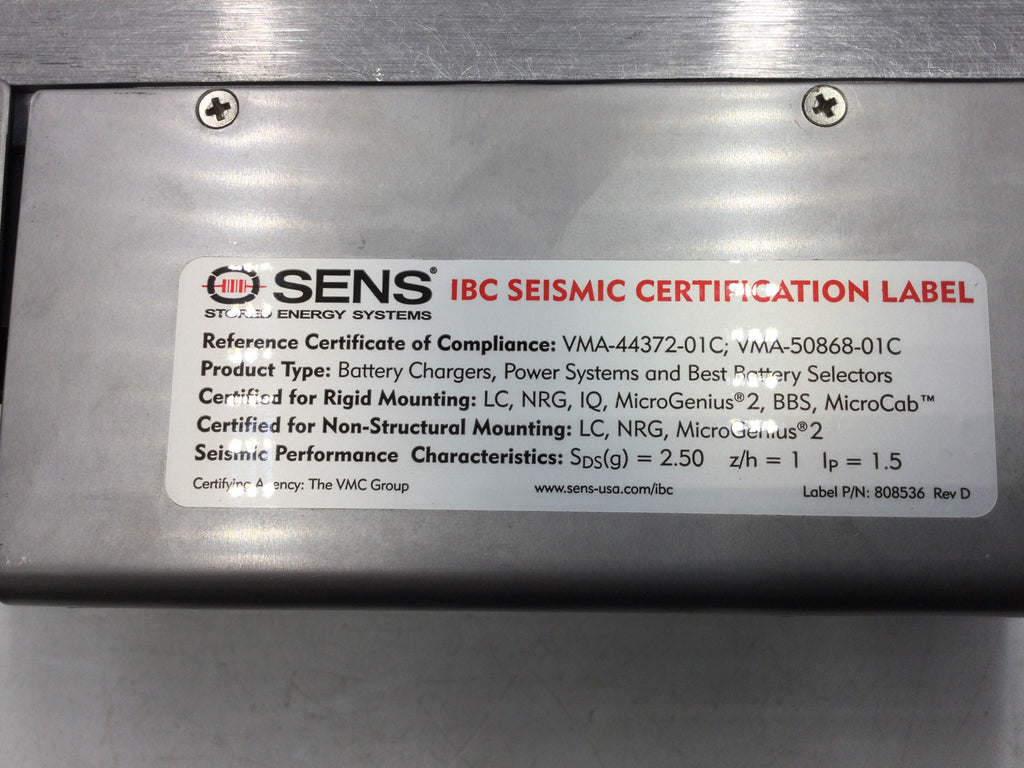 SENS® IBC SEISMIC CERTIFICATION LABEL
STORED ENERGY SYSTEMS
Reference Certificate of Compliance: VMA-44372-01C; VMA-50868-01C
Product Type: Battery Chargers, Power Systems and Best Battery Selectors
Certified for Rigid Mounting: LC, NRG, IQ, MicroGenius® 2, BBS, MicroCab™
Certified for Non-Structural Mounting: LC, NRG, MicroGenius® 2
Seismic Performance Characteristics: SDS(g) = 2.50 z/h = 1 IP = 1.5
Certifying Agency: The VMC Group www.sens-usa.com/ibc Label P/N: 808536 Rev D